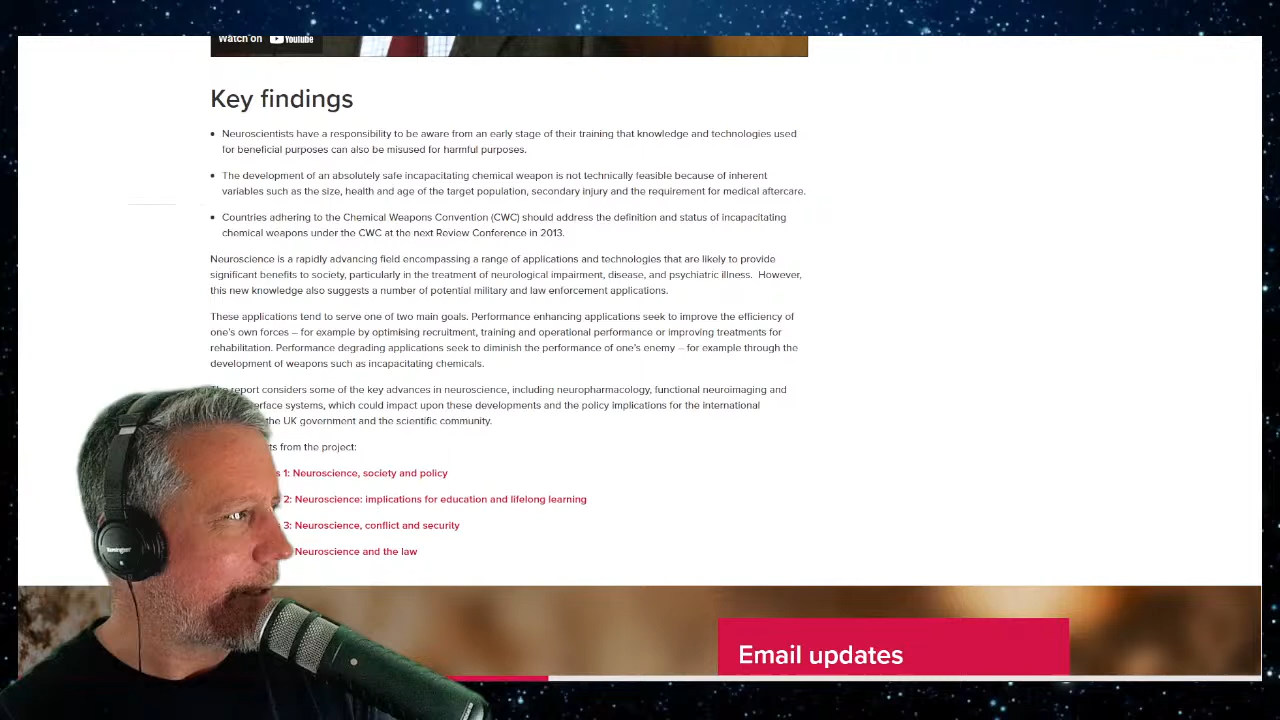 Watch on YouTube
Key findings
Neuroscientists have a responsibility to be aware from an early stage of their training that knowledge and technologies used
for beneficial purposes can also be misused for harmful purposes.
The development of an absolutely safe incapacitating chemical weapon is not technically feasible because of inherent
variables such as the size, health and age of the target population, secondary injury and the requirement for medical aftercare.
Countries adhering to the Chemical Weapons Convention (CWC) should address the definition and status of incapacitating
chemical weapons under the CWC at the next Review Conference in 2013.
Neuroscience is a rapidly advancing field encompassing a range of applications and technologies that are likely to provide
significant benefits to society, particularly in the treatment of neurological impairment, disease, and psychiatric illness. However,
this new knowledge also suggests a number of potential military and law enforcement applications.
These applications tend to serve one of two main goals. Performance enhancing applications seek to improve the efficiency of
one's own forces – for example by optimising recruitment, training and operational performance or improving treatments for
rehabilitation. Performance degrading applications seek to diminish the performance of one's enemy – for example through the
development of weapons such as incapacitating chemicals.
The report considers some of the key advances in neuroscience, including neuropharmacology, functional neuroimaging and
erface systems, which could impact upon these developments and the policy implications for the international
the UK government and the scientific community.
ts from the project:
s 1: Neuroscience, society and policy
2: Neuroscience: implications for education and lifelong learning
3: Neuroscience, conflict and security
Neuroscience and the law
Email updates